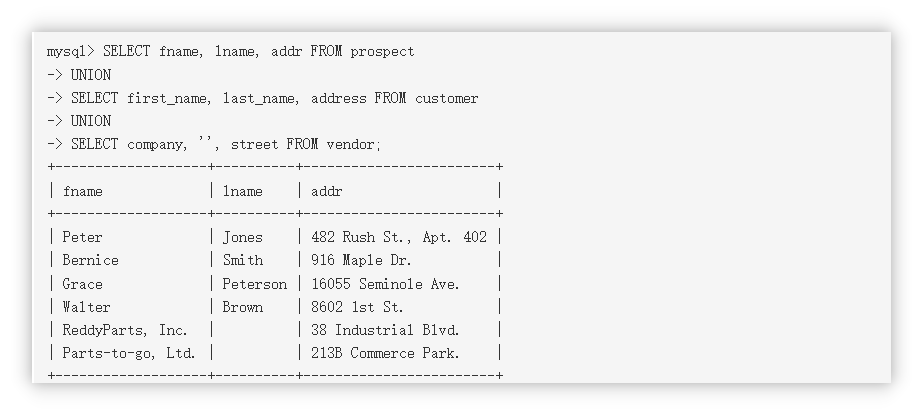 mysql> SELECT fname, lname, addr FROM prospect
-> UNION
-> SELECT first_name, last_name, address FROM customer
-> UNION
-> SELECT company, '', street FROM vendor;
+-------------------+----------+------------------------+
| fname             | lname    | addr                   |
+-------------------+----------+------------------------+
| Peter             | Jones    | 482 Rush St., Apt. 402 |
| Bernice           | Smith    | 916 Maple Dr.          |
| Grace             | Peterson | 16055 Seminole Ave.    |
| Walter            | Brown    | 8602 1st St.           |
| ReddyParts, Inc.  |          | 38 Industrial Blvd.    |
| Parts-to-go, Ltd. |          | 213B Commerce Park.    |
+-------------------+----------+------------------------+